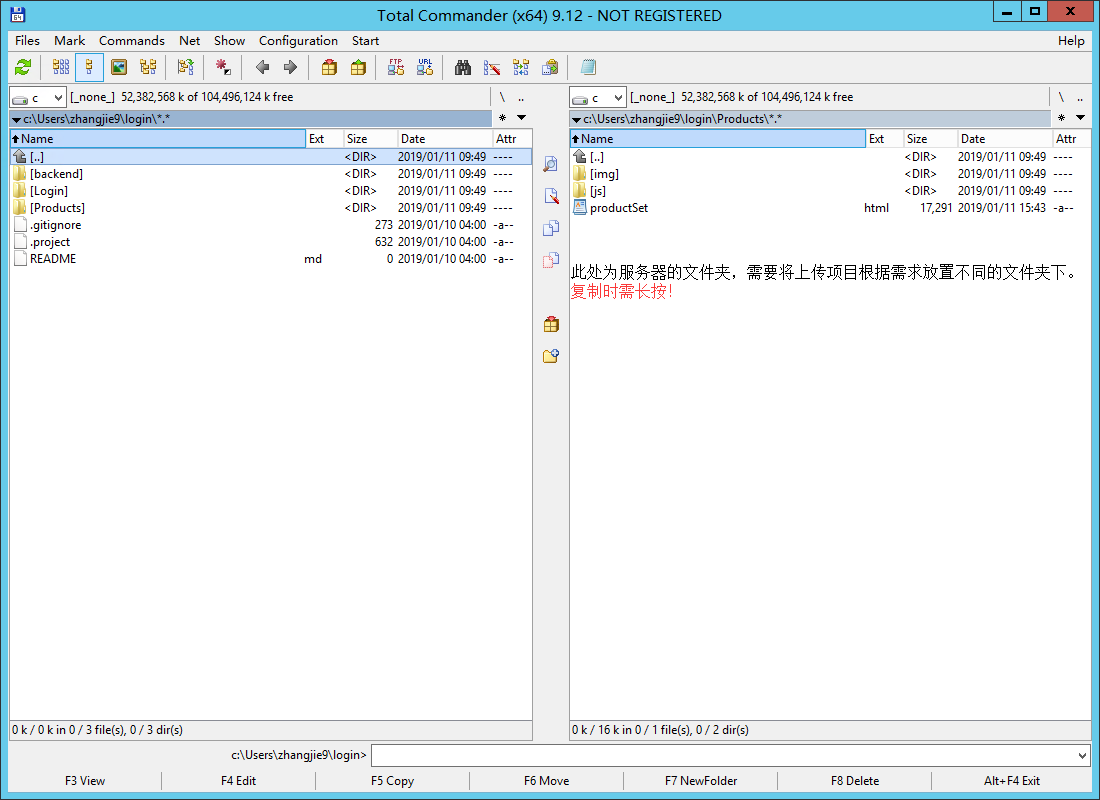 Total Commander (x64) 9.12 - NOT REGISTERED
Files Mark Commands Net Show Configuration Start Help
FTP URL
c [_none_] 52,382,568 k of 104,496,124 k free \ ..
c:\Users\zhangjie9\login\*.* *
Name Ext Size Date Attr
[..] <DIR> 2019/01/11 09:49 ----
[backend] <DIR> 2019/01/11 09:49 ----
[Login] <DIR> 2019/01/11 09:49 ----
[Products] <DIR> 2019/01/11 09:49 ----
.gitignore 273 2019/01/10 04:00 -a--
.project 632 2019/01/10 04:00 -a--
README md 0 2019/01/10 04:00 -a--
0 k / 0 k in 0 / 3 file(s), 0 / 3 dir(s)
c [_none_] 52,382,568 k of 104,496,124 k free \ ..
c:\Users\zhangjie9\login\Products\*.* *
Name Ext Size Date Attr
[..] <DIR> 2019/01/11 09:49 ----
[img] <DIR> 2019/01/11 09:49 ----
[js] <DIR> 2019/01/11 09:49 ----
productSet html 17,291 2019/01/11 15:43 -a--
此处为服务器的文件夹，需要将上传项目根据需求放置不同的文件夹下。
复制时需长按！
0 k / 16 k in 0 / 1 file(s), 0 / 2 dir(s)
c:\Users\zhangjie9\login>
F3 View F4 Edit F5 Copy F6 Move F7 NewFolder F8 Delete Alt+F4 Exit